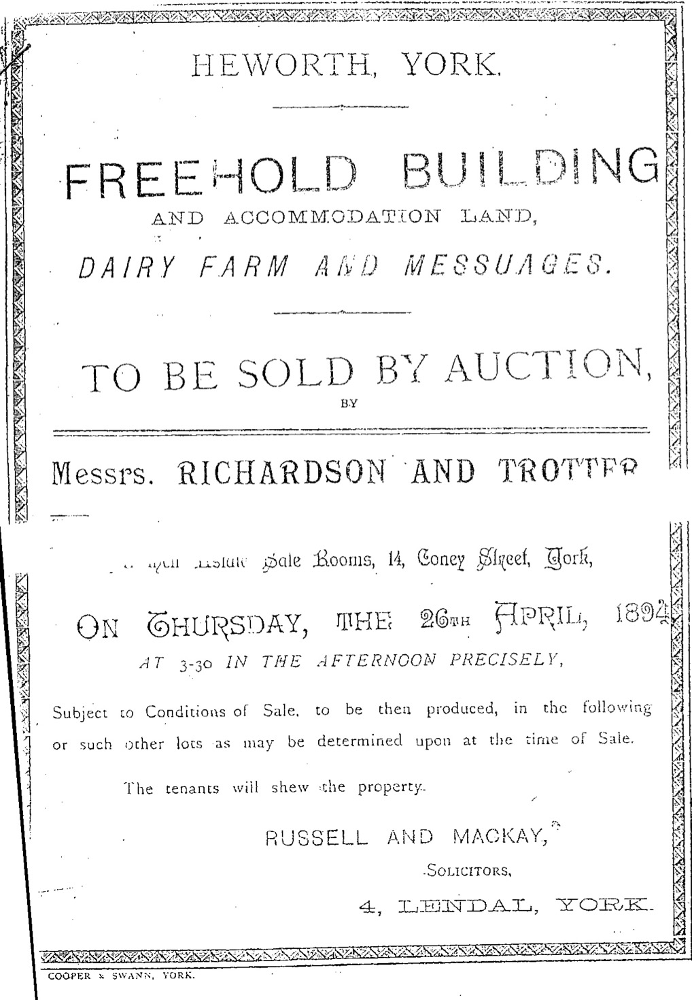 HEWORTH, YORK.
FREEHOLD BUILDING
AND ACCOMMODATION LAND,
DAIRY FARM AND MESSUAGES.
TO BE SOLD BY AUCTION,
BY
Messrs. RICHARDSON AND TROTTER
Sale Rooms, 14, Coney Street, York,
ON THURSDAY, THE 26TH APRIL, 1894
AT 3-30 IN THE AFTERNOON PRECISELY,
Subject to Conditions of Sale, to be then produced, in the following
or such other lots as may be determined upon at the time of Sale.
The tenants will shew the property.
RUSSELL AND MACKAY,
SOLICITORS,
4, LENDAL, YORK.
COOPER & SWANN, YORK.